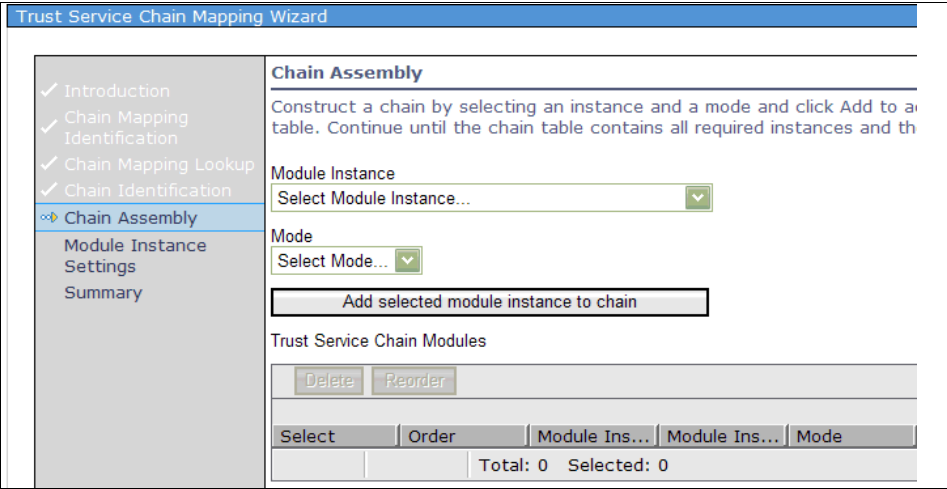 Trust Service Chain Mapping Wizard
Introduction
Chain Mapping
Identification
Chain Mapping Lookup
Chain Identification
Chain Assembly
Module Instance
Settings
Summary
Chain Assembly
Construct a chain by selecting an instance and a mode and click Add to
table. Continue until the chain table contains all required instances and
Module Instance
Select Module Instance...
Mode
Select Mode...
Add selected module instance to chain
Trust Service Chain Modules
Delete Reorder
Select Order Module Ins... Module Ins... Mode
Total: 0 Selected: 0